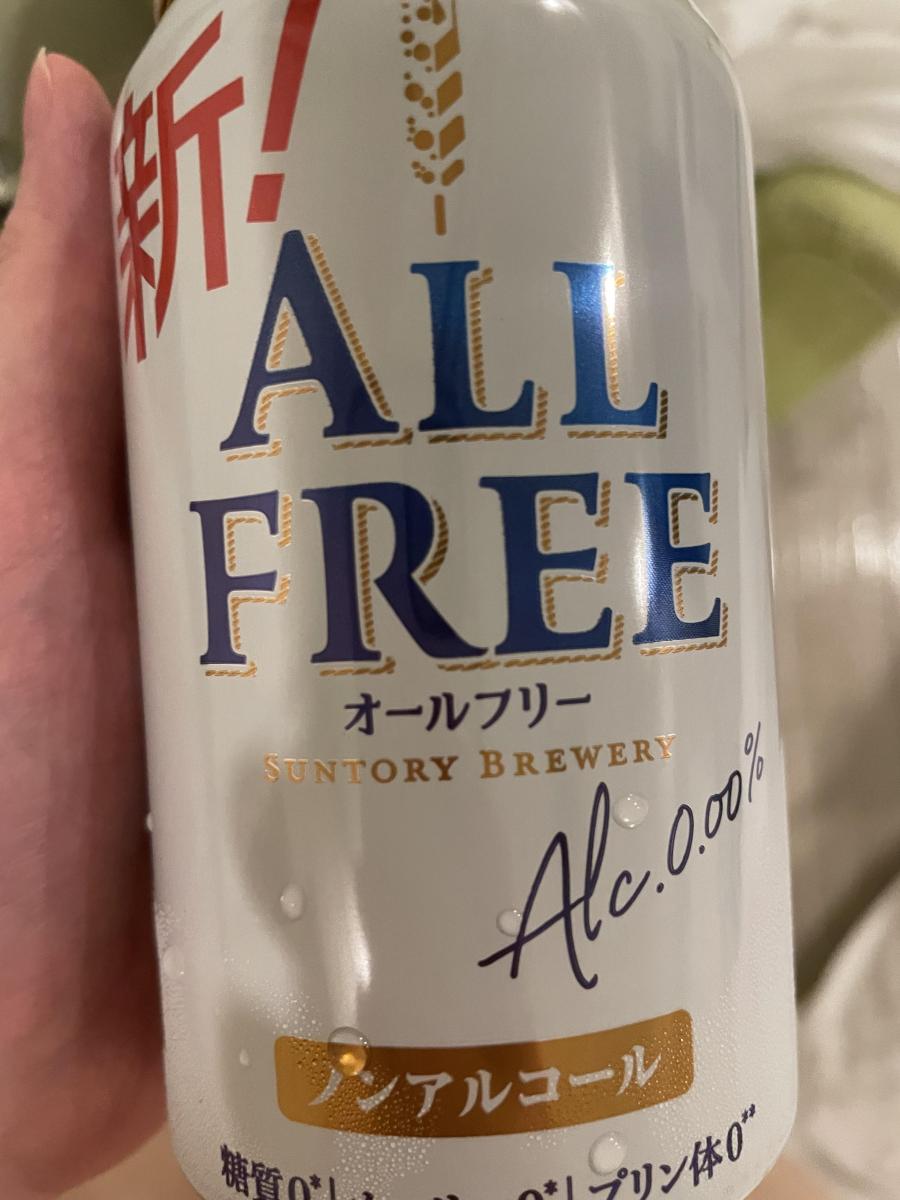 新!
ALL
FREE
オールフリー
SUNTORY BREWERY
Alc.0.00%
ノンアルコール
糖質0*| 0*|プリン体0**